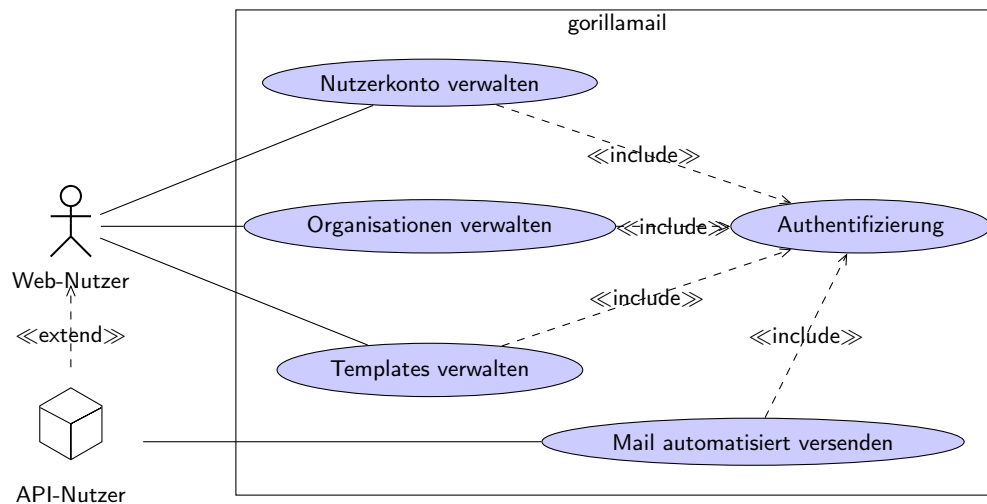 gorillamail
Nutzerkonto verwalten
≪include≫
Organisationen verwalten
≪include≫
Authentifizierung
Web-Nutzer
≪include≫
≪extend≫
≪include≫
Templates verwalten
Mail automatisiert versenden
API-Nutzer